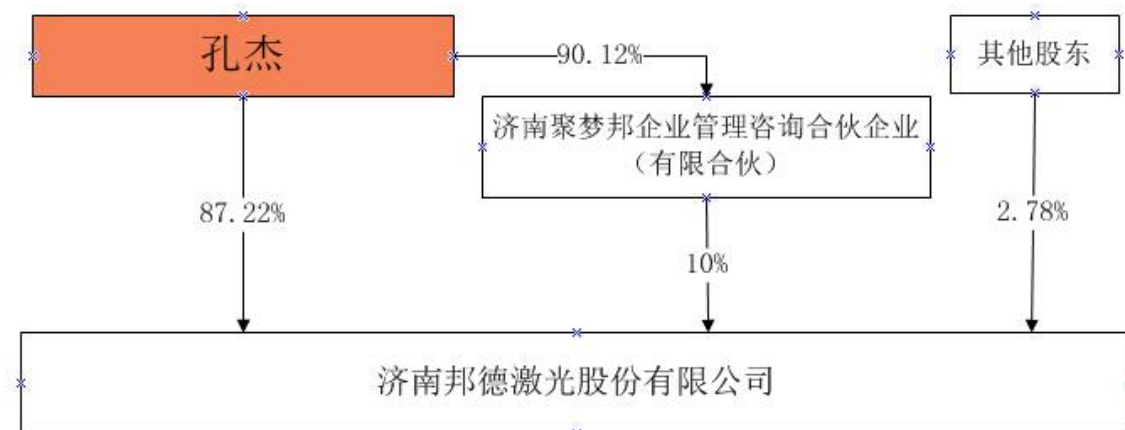 孔杰
90.12%
其他股东
济南聚梦邦企业管理咨询合伙企业
（有限合伙）
87.22%
2.78%
10%
济南邦德激光股份有限公司